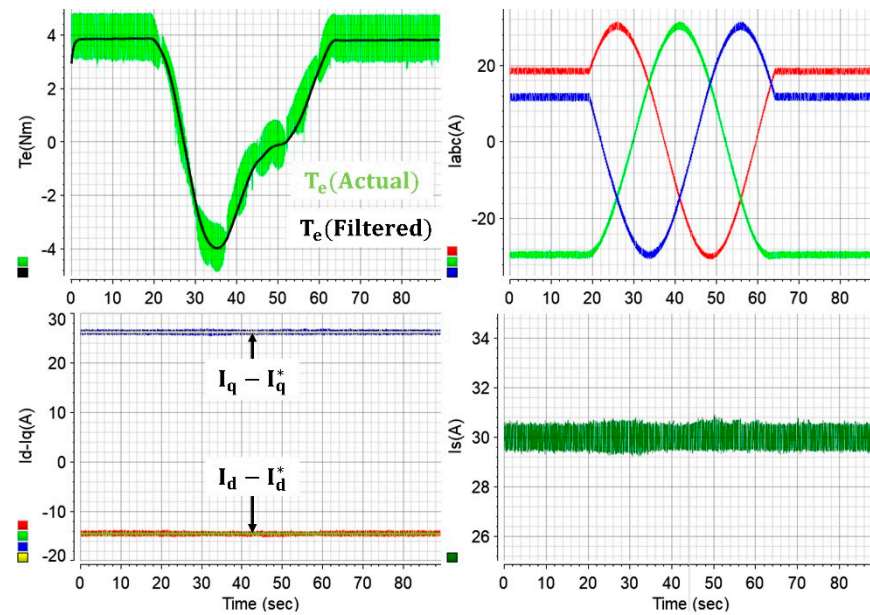 4
2
0
-2
-4
Te(Nm)
Te(Actual)
Te(Filtered)
0 10 20 30 40 50 60 70 80
20
0
-20
Iabc(A)
0 10 20 30 40 50 60 70 80
30
20
10
0
-10
-20
Id-Iq(A)
Iq − Iq*
Id − Id*
0 10 20 30 40 50 60 70 80
Time (sec)
34
32
30
28
26
Is(A)
0 10 20 30 40 50 60 70 80
Time (sec)